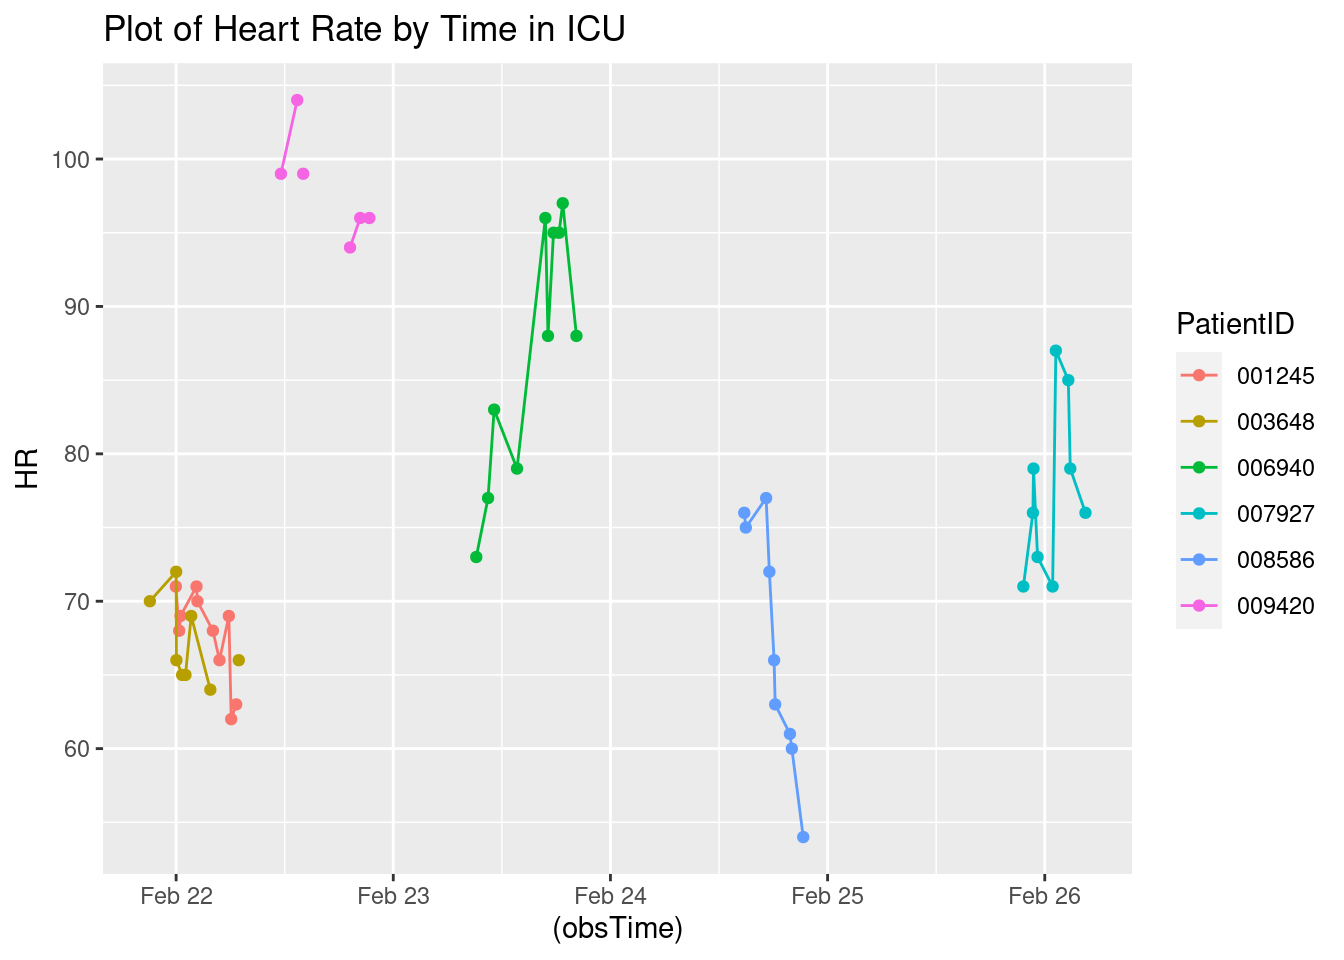 Plot of Heart Rate by Time in ICU
HR
100
90
80
70
60
Feb 22
Feb 23
Feb 24
Feb 25
Feb 26
(obsTime)
PatientID
001245
003648
006940
007927
008586
009420